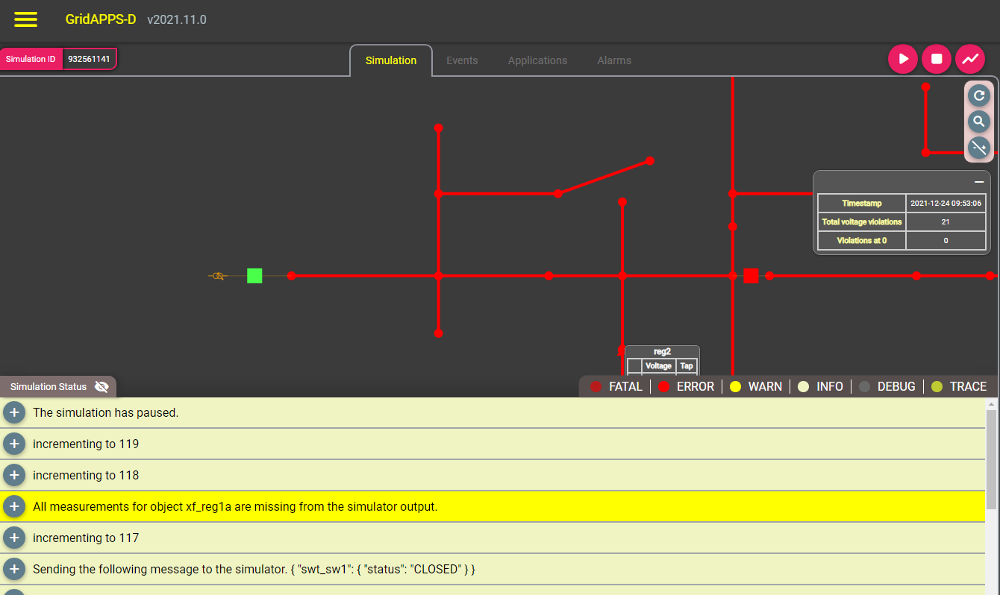 GridAPPS-D v2021.11.0
Simulation ID 932561141
Simulation Events Applications Alarms
Timestamp 2021-12-24 09:53:06
Total voltage violations 21
Violations at 0 0
reg2
Voltage Tap
Simulation Status
FATAL ERROR WARN INFO DEBUG TRACE
The simulation has paused.
incrementing to 119
incrementing to 118
All measurements for object xf_reg1a are missing from the simulator output.
incrementing to 117
Sending the following message to the simulator. { "swt_sw1": { "status": "CLOSED" } }